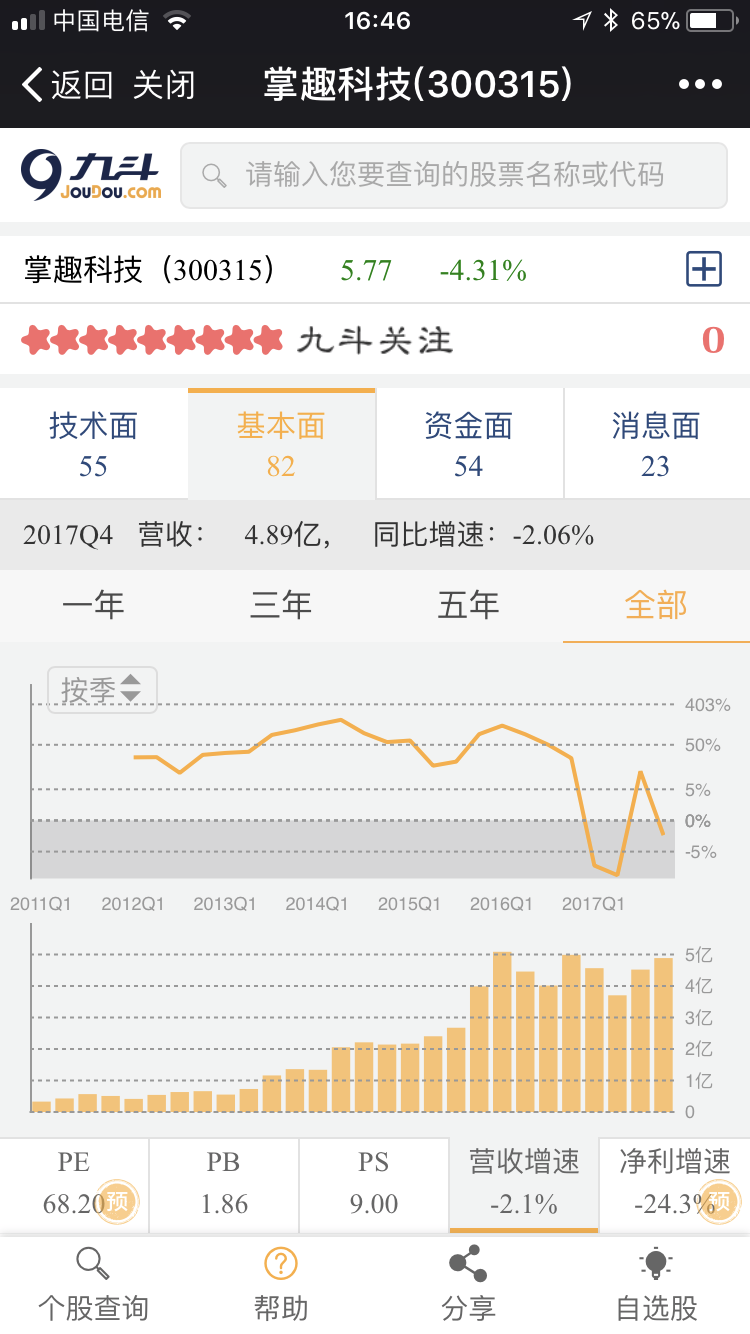 中国电信 16:46 65%
返回 关闭 掌趣科技(300315)
九斗 JouDou.com 请输入您要查询的股票名称或代码
掌趣科技（300315） 5.77 -4.31%
九斗关注 0
技术面 基本面 资金面 消息面
55 82 54 23
2017Q4 营收： 4.89亿， 同比增速：-2.06%
一年 三年 五年 全部
按季
403%
50%
5%
0%
-5%
2011Q1 2012Q1 2013Q1 2014Q1 2015Q1 2016Q1 2017Q1
5亿
4亿
3亿
2亿
1亿
0
PE PB PS 营收增速 净利增速
68.20 预 1.86 9.00 -2.1% -24.3% 预
个股查询 帮助 分享 自选股